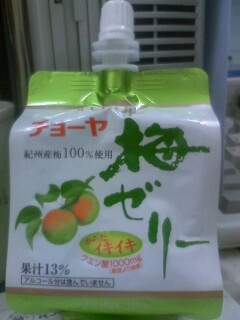 チョーヤ
紀州産梅100%使用
梅ゼリー
イキイキ
クエン酸1000mg
果汁13%
アルコール分は含んでいません